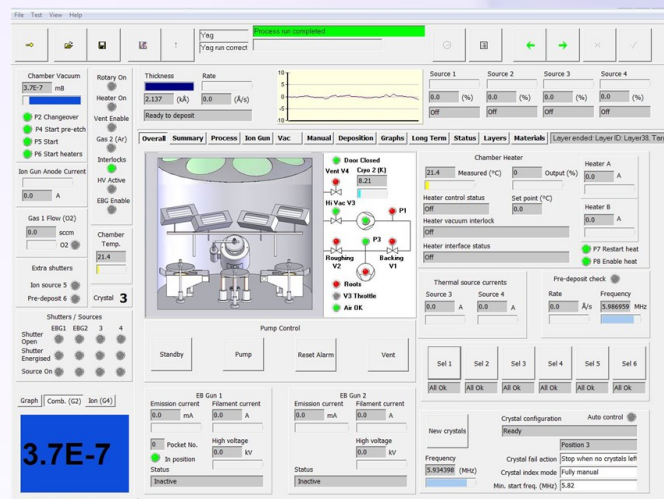 File Test View Help
Yag
Process run completed
Yag run correct
Chamber Vacuum
3.7E-7 mB
P2 Changeover
P4 Start pre-etch
P5 Start
P6 Start heaters
Ion Gun Anode Current
0.0 A
Gas 1 Flow (O2)
0.0 sccm
O2
Extra shutters
Ion source 5
Pre-deposit 6
Rotary On
Heater On
Vent Enable
Gas 2 (Ar)
Interlocks
HV Active
EBG Enable
Chamber
Temp.
21.4
Crystal 3
Thickness Rate
2.137 (kÅ) 0.0 (Å/s)
Ready to deposit
10
5
0
-5
-10
Source 1 Source 2 Source 3 Source 4
0.0 (%) 0.0 (%) 0.0 (%) 0.0 (%)
Off Off Off Off
Overall Summary Process Ion Gun Vac Manual Deposition Graphs Long Term Status Layers Materials Layer ended: Layer ID: Layer38. Targ
Door Closed
Vent V4 Cryo 2 (K)
8.21
Hi Vac V3
P1
P3
Roughing Backing
V2 V1
Roots
V3 Throttle
Air OK
Chamber Heater
21.4 Measured (°C) 0 Output (%)
Heater control status Set point (°C)
Off 0.0
Heater vacuum interlock
Off
Heater interface status
Off
Heater A
0.0 A
Heater B
0.0 A
P7 Restart heat
P8 Enable heat
Thermal source currents
Source 3 Source 4
0.0 A 0.0 A
Pre-deposit check
Rate Frequency
0.0 Å/s 5.986959 MHz
Shutters / Sources
EBG1 EBG2 3 4
Shutter
Open
Shutter
Energised
Source On
Pump Control
Standby Pump Reset Alarm Vent
Sel 1 Sel 2 Sel 3 Sel 4 Sel 5 Sel 6
All Ok All Ok All Ok All Ok All Ok All Ok
Graph Comb. (G2) Ion (G4)
3.7E-7
EB Gun 1
Emission current Filament current
0.0 mA 0.0 A
0 Pocket No. High voltage
In position 0.0 kV
Status
Inactive
EB Gun 2
Emission current Filament current
0.0 mA 0.0 A
High voltage
0.0 kV
Status
Inactive
New crystals
Crystal configuration Auto control
Ready
Position 3
Frequency
5.934398 (MHz)
Crystal fail action Stop when no crystals left
Crystal index mode Fully manual
Min. start freq. (MHz) 5.82